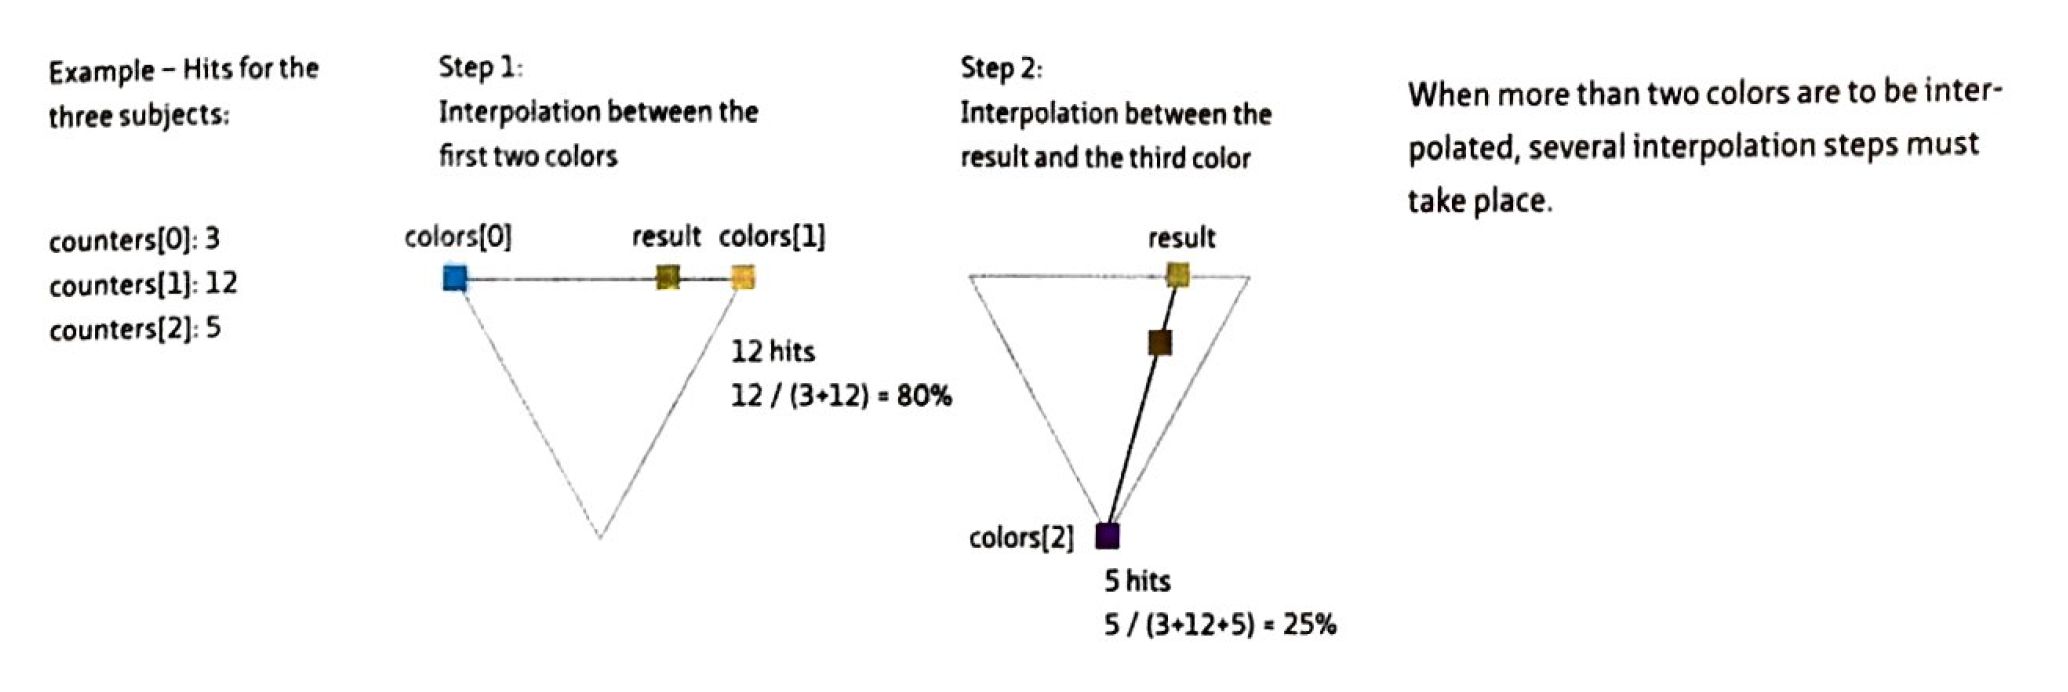 Example – Hits for the
three subjects:
counters[0]: 3
counters[1]: 12
counters[2]: 5
Step 1:
Interpolation between the
first two colors
colors[0]
result
colors[1]
12 hits
12 / (3+12) = 80%
Step 2:
Interpolation between the
result and the third color
result
colors[2]
5 hits
5 / (3+12+5) = 25%
When more than two colors are to be inter-
polated, several interpolation steps must
take place.